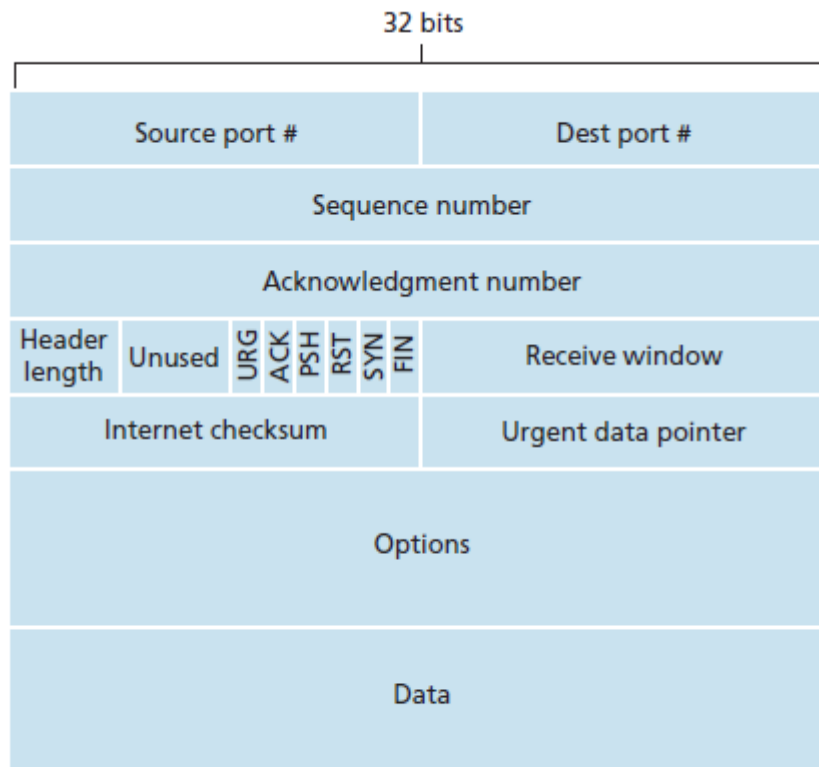 32 bits
Source port #
Dest port #
Sequence number
Acknowledgment number
Header
length
Unused
URG
ACK
PSH
RST
SYN
FIN
Receive window
Internet checksum
Urgent data pointer
Options
Data